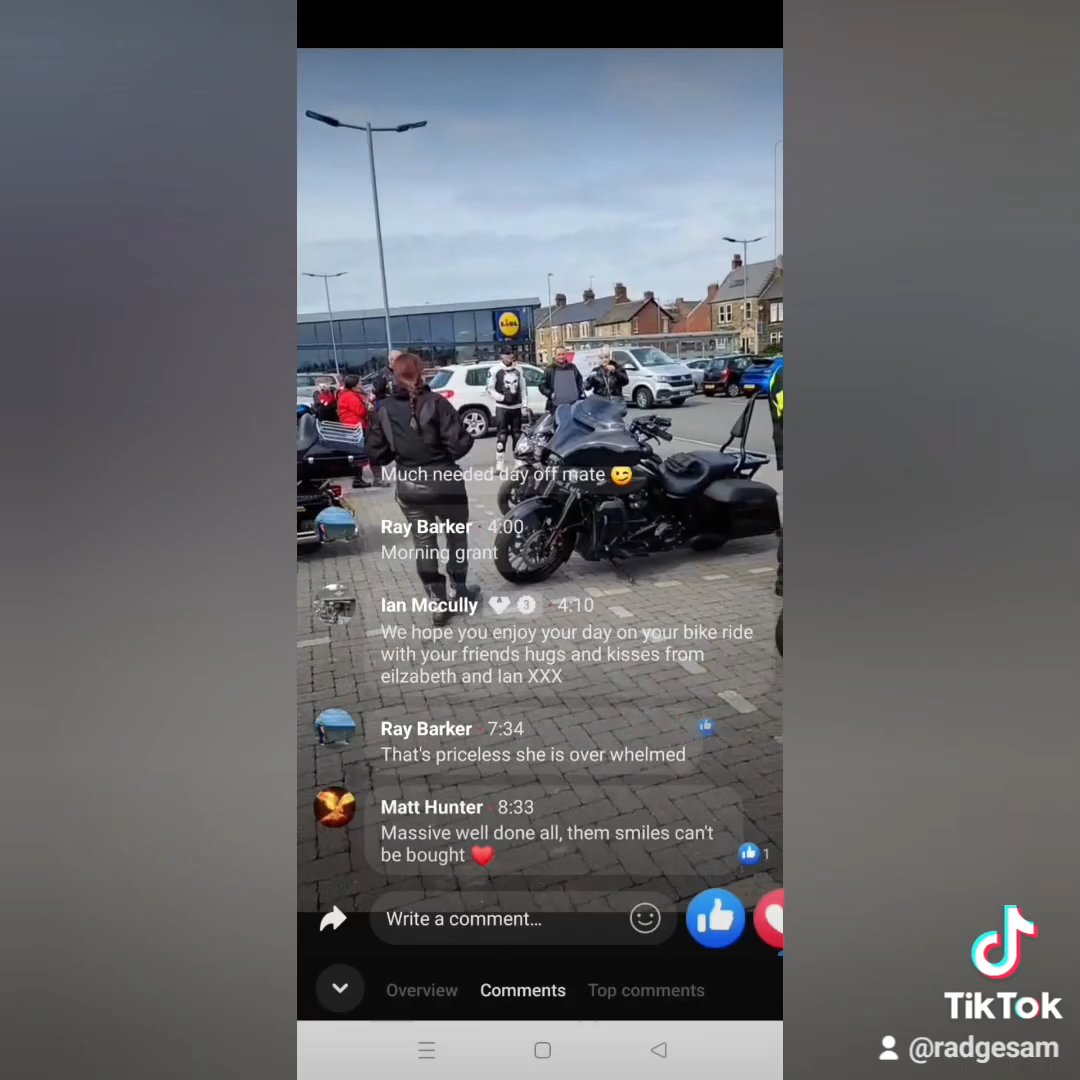 LIDL
Much needed day off mate 😉
Ray Barker · 4:00
Morning grant
Ian Mccully 3 · 4:10
We hope you enjoy your day on your bike ride
with your friends hugs and kisses from
eilzabeth and Ian XXX
Ray Barker · 7:34
That's priceless she is over whelmed
Matt Hunter · 8:33
Massive well done all, them smiles can't
be bought ❤️
1
Write a comment...
Overview Comments Top comments
TikTok
@radgesam